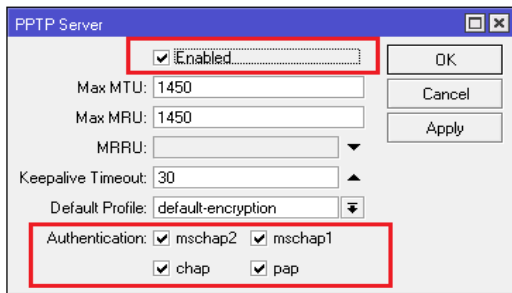 PPTP Server
Enabled
OK
Max MTU: 1450
Cancel
Max MRU: 1450
Apply
MRRU:
Keepalive Timeout: 30
Default Profile: default-encryption
Authentication: mschap2 mschap1
chap pap